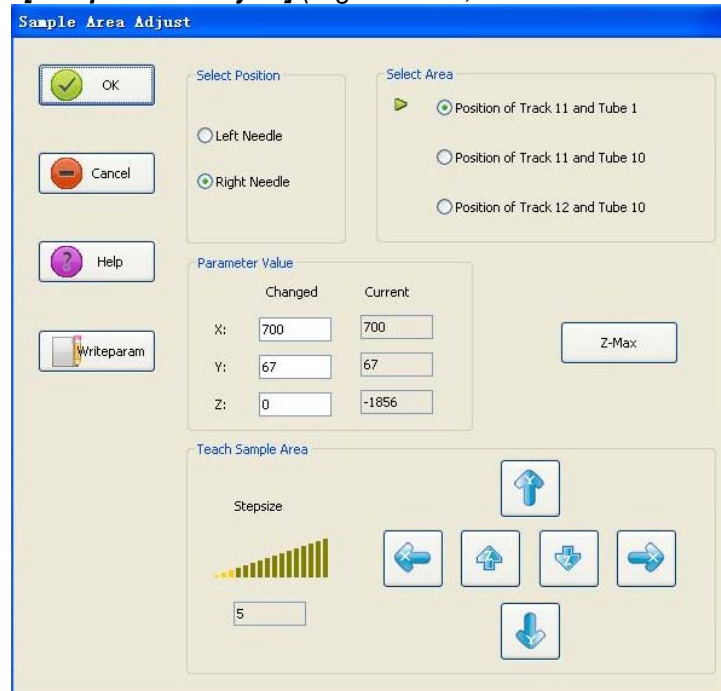 Sample Area Adjust
OK
Cancel
Help
Writeparam
Select Position
Left Needle
Right Needle
Select Area
Position of Track 11 and Tube 1
Position of Track 11 and Tube 10
Position of Track 12 and Tube 10
Parameter Value
Changed Current
X: 700 700
Y: 67 67
Z: 0 -1856
Z-Max
Teach Sample Area
Stepsize
5
Y
X Z Z X
Y